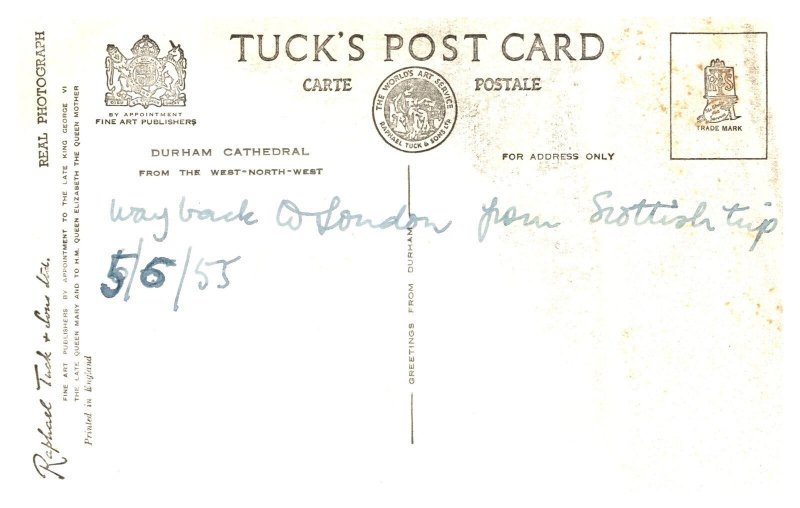 TUCK'S POST CARD
CARTE POSTALE
BY APPOINTMENT
FINE ART PUBLISHERS
THE WORLD'S ART SERVICE
RAPHAEL TUCK & SONS LTD
TRADE MARK
DURHAM CATHEDRAL
FROM THE WEST-NORTH-WEST
FOR ADDRESS ONLY
Way back to London from Scottish trip
5/6/55
GREETINGS FROM DURHAM
REAL PHOTOGRAPH
Raphael Tuck & Sons Ltd.
FINE ART PUBLISHERS BY APPOINTMENT TO THE LATE KING GEORGE VI
THE LATE QUEEN MARY AND TO H.M. QUEEN ELIZABETH THE QUEEN MOTHER
Printed in England